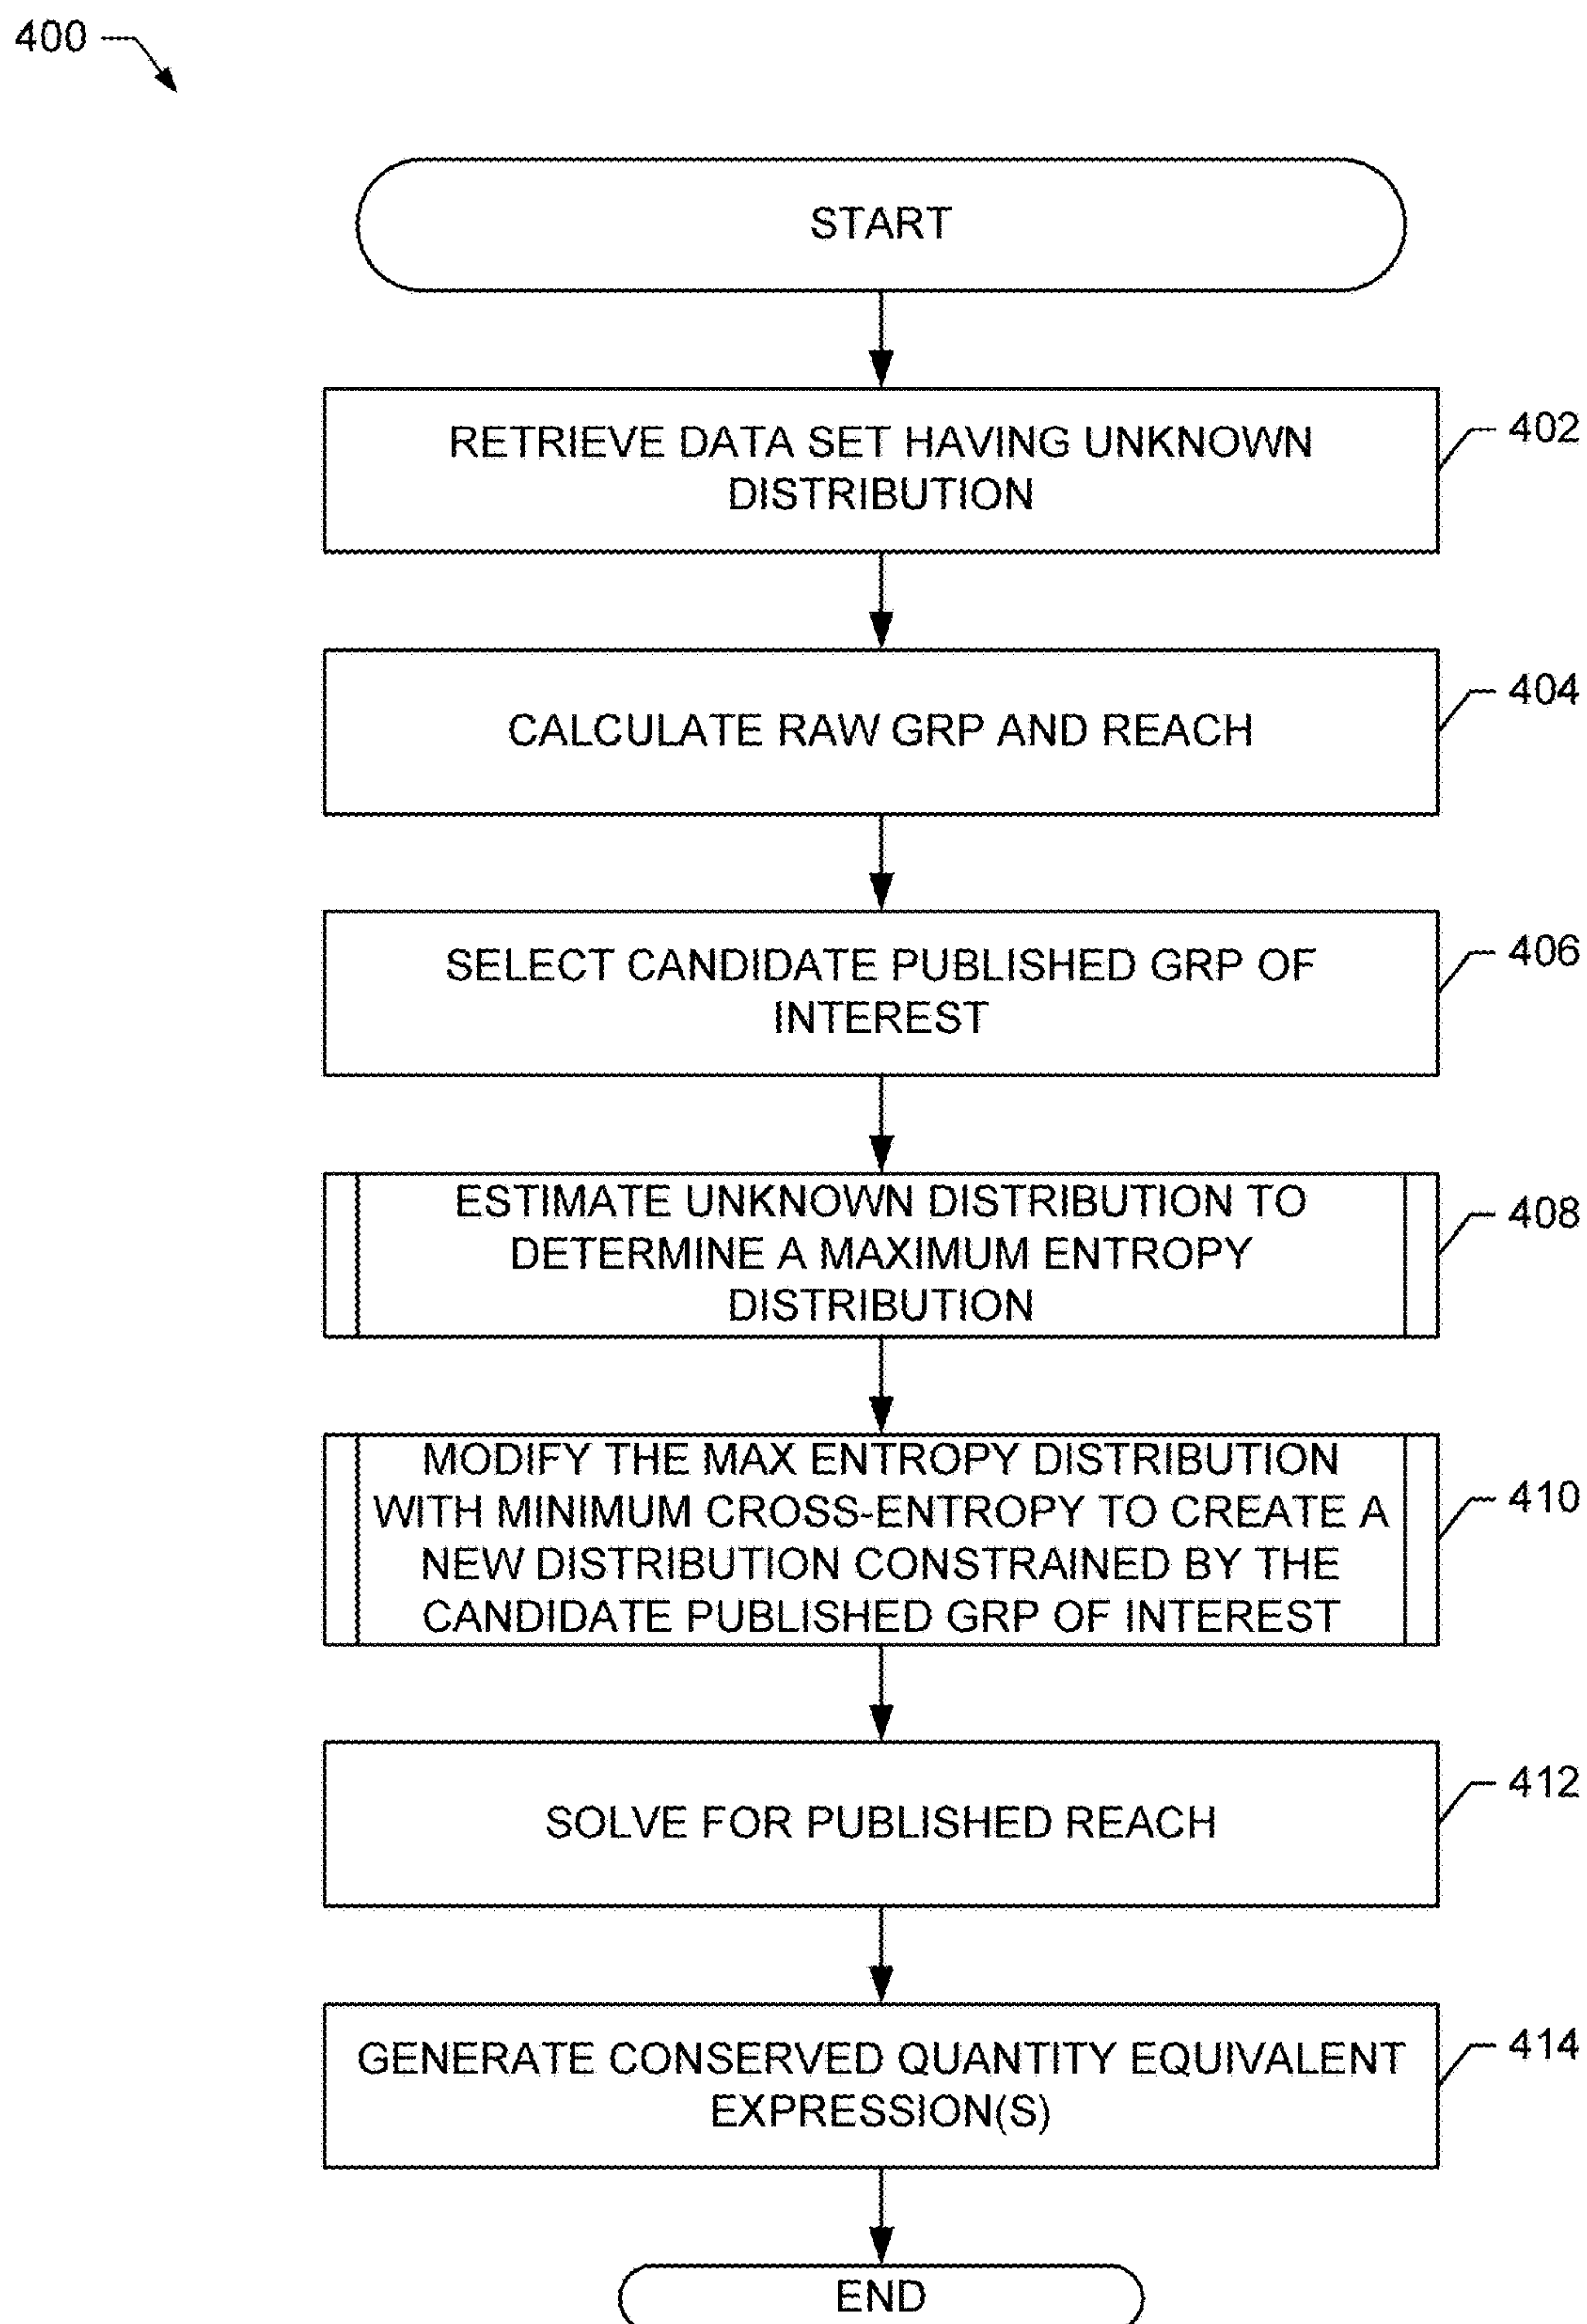 400
START
RETRIEVE DATA SET HAVING UNKNOWN
DISTRIBUTION
402
CALCULATE RAW GRP AND REACH
404
SELECT CANDIDATE PUBLISHED GRP OF
INTEREST
406
ESTIMATE UNKNOWN DISTRIBUTION TO
DETERMINE A MAXIMUM ENTROPY
DISTRIBUTION
408
MODIFY THE MAX ENTROPY DISTRIBUTION
WITH MINIMUM CROSS-ENTROPY TO CREATE A
NEW DISTRIBUTION CONSTRAINED BY THE
CANDIDATE PUBLISHED GRP OF INTEREST
410
SOLVE FOR PUBLISHED REACH
412
GENERATE CONSERVED QUANTITY EQUIVALENT
EXPRESSION(S)
414
END